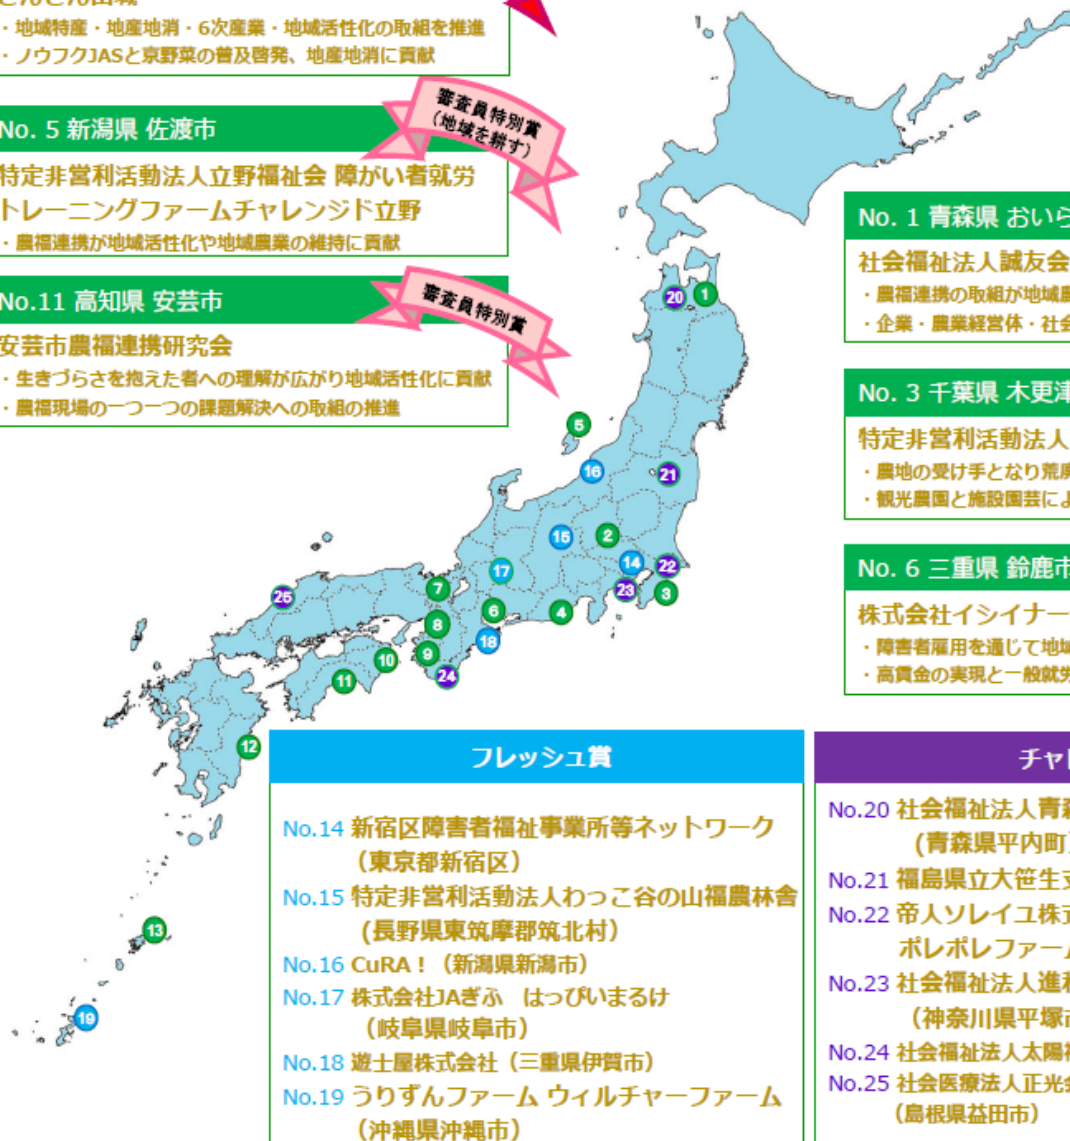 ・地域特産・地産地消・6次産業・地域活性化の取組を推進
・ノウフクJASと京野菜の普及啓発、地産地消に貢献
審査員特別賞
（地域を耕す）
No. 5 新潟県 佐渡市
特定非営利活動法人立野福祉会 障がい者就労
トレーニングファームチャレンジド立野
・農福連携が地域活性化や地域農業の維持に貢献
審査員特別賞
No.11 高知県 安芸市
安芸市農福連携研究会
・生きづらさを抱えた者への理解が広がり地域活性化に貢献
・農福現場の一つ一つの課題解決への取組の推進
No. 1 青森県 おいら
社会福祉法人誠友会
・農福連携の取組が地域
・企業・農業経営体・社会
No. 3 千葉県 木更津
特定非営利活動法人
・農地の受け手となり荒
・観光農園と施設園芸によ
No. 6 三重県 鈴鹿市
株式会社イシイナー
・障害者雇用を通じて地域
・高賃金の実現と一般就労
20
1
5
16
21
15
2
14
22
17
23
3
25
7
6
4
8
18
9
10
24
11
12
13
19
フレッシュ賞
No.14 新宿区障害者福祉事業所等ネットワーク
（東京都新宿区）
No.15 特定非営利活動法人わっこ谷の山福農林舎
(長野県東筑摩郡筑北村）
No.16 CuRA！（新潟県新潟市）
No.17 株式会社JAぎふ　はっぴいまるけ
（岐阜県岐阜市）
No.18 遊士屋株式会社（三重県伊賀市）
No.19 うりずんファーム ウィルチャーファーム
（沖縄県沖縄市）
チャ
No.20 社会福祉法人青森
(青森県平内町）
No.21 福島県立大笹生支
No.22 帝人ソレイユ株式
ポレポレファーム
No.23 社会福祉法人進和
（神奈川県平塚市
No.24 社会福祉法人太陽福
No.25 社会医療法人正光会
（島根県益田市）